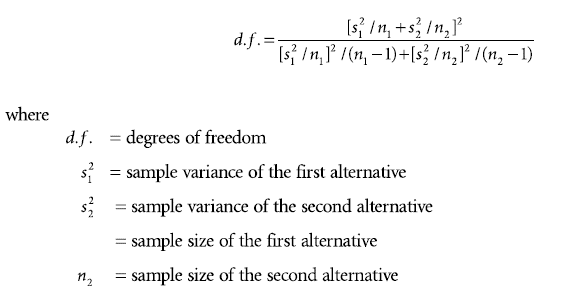 d.f. = [s₁² / n₁ + s₂² / n₂]² / [s₁² / n₁]² / (n₁ − 1) + [s₂² / n₂]² / (n₂ − 1)
where
d.f. = degrees of freedom
s₁² = sample variance of the first alternative
s₂² = sample variance of the second alternative
= sample size of the first alternative
n₂ = sample size of the second alternative